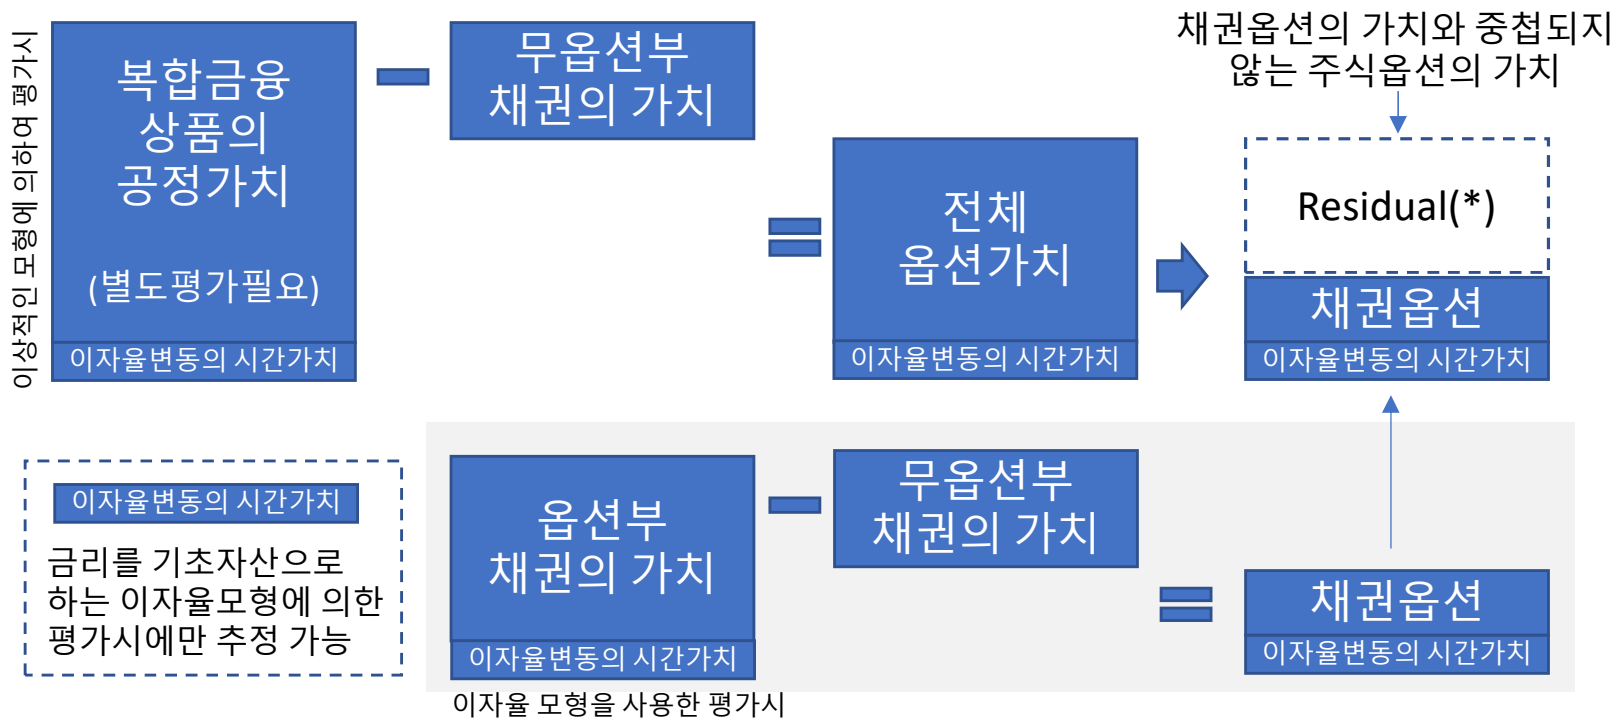 이상적인 모형에 의하여 평가시
복합금융
상품의
공정가치
(별도평가필요)
이자율변동의 시간가치
무옵션부
채권의 가치
전체
옵션가치
이자율변동의 시간가치
채권옵션의 가치와 중첩되지
않는 주식옵션의 가치
Residual(*)
채권옵션
이자율변동의 시간가치
이자율변동의 시간가치
금리를 기초자산으로
하는 이자율모형에 의한
평가시에만 추정 가능
옵션부
채권의 가치
이자율변동의 시간가치
이자율 모형을 사용한 평가시
무옵션부
채권의 가치
채권옵션
이자율변동의 시간가치